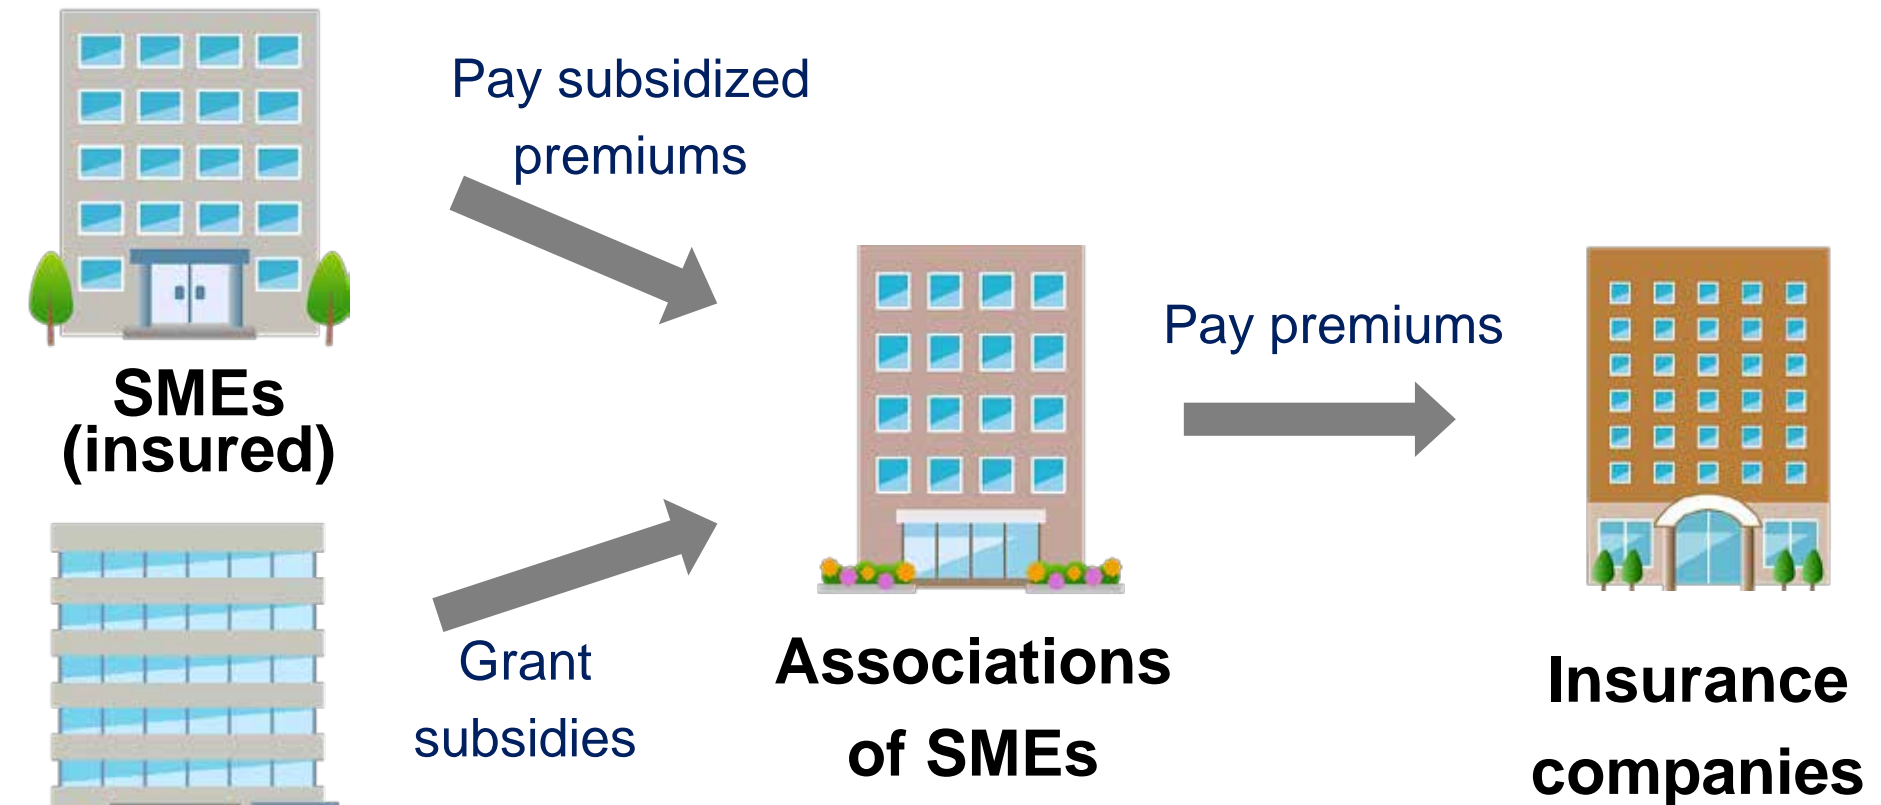 Pay subsidized
premiums
SMEs
(insured)
Pay premiums
Grant
subsidies
Associations
of SMEs
Insurance
companies